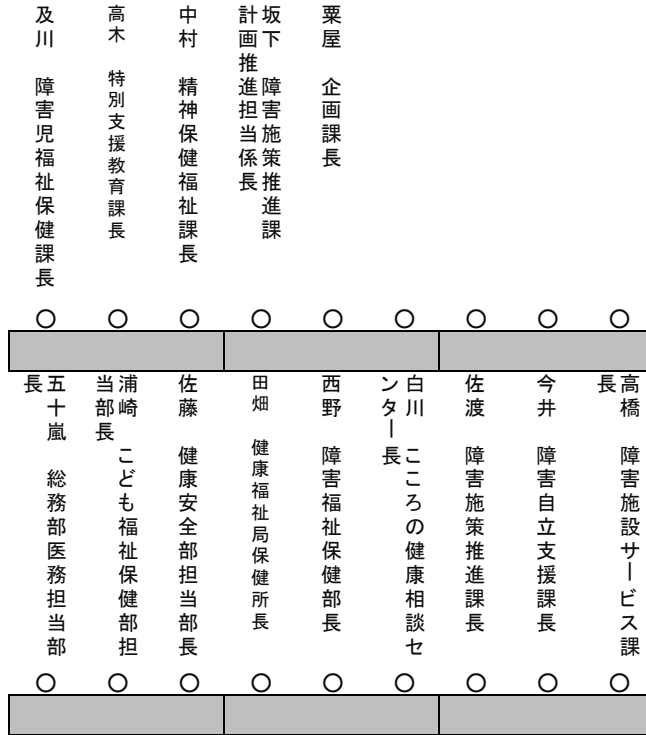 粟屋　企画課長
坂下　障害施策推進課
計画推進担当係長
中村　精神保健福祉課長
高木　特別支援教育課長
及川　障害児福祉保健課長
○ ○ ○ ○ ○ ○ ○ ○ ○
高橋　障害施設サービス課
長
今井　障害自立支援課長
佐渡　障害施策推進課長
白川　こころの健康相談セ
ンター長
西野　障害福祉保健部長
田畑　健康福祉局保健所長
佐藤　健康安全部担当部長
浦崎　こども福祉保健部担
当部長
五十嵐　総務部医務担当部
長
○ ○ ○ ○ ○ ○ ○ ○ ○